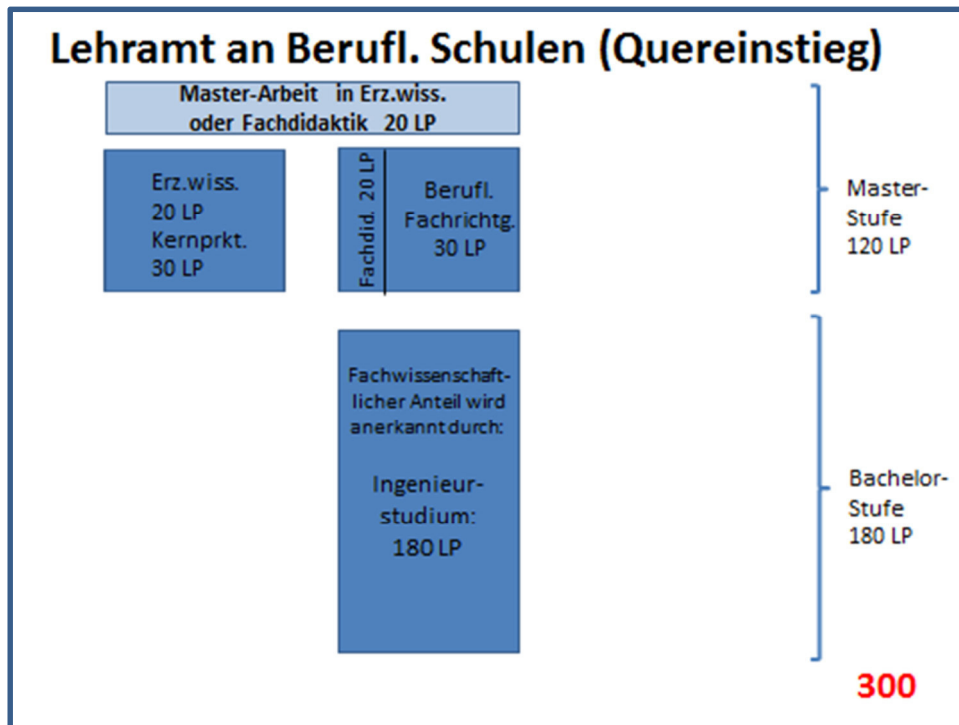 Lehramt an Berufl. Schulen (Quereinstieg)
Master-Arbeit in Erz.wiss.
oder Fachdidaktik 20 LP
Erz.wiss.
20 LP
Kernprkt.
30 LP
Fachdid. 20 LP
Berufl.
Fachrichtg.
30 LP
Master-
Stufe
120 LP
Fachwissenschaft-
licher Anteil wird
anerkannt durch:
Ingenieur-
studium:
180 LP
Bachelor-
Stufe
180 LP
300